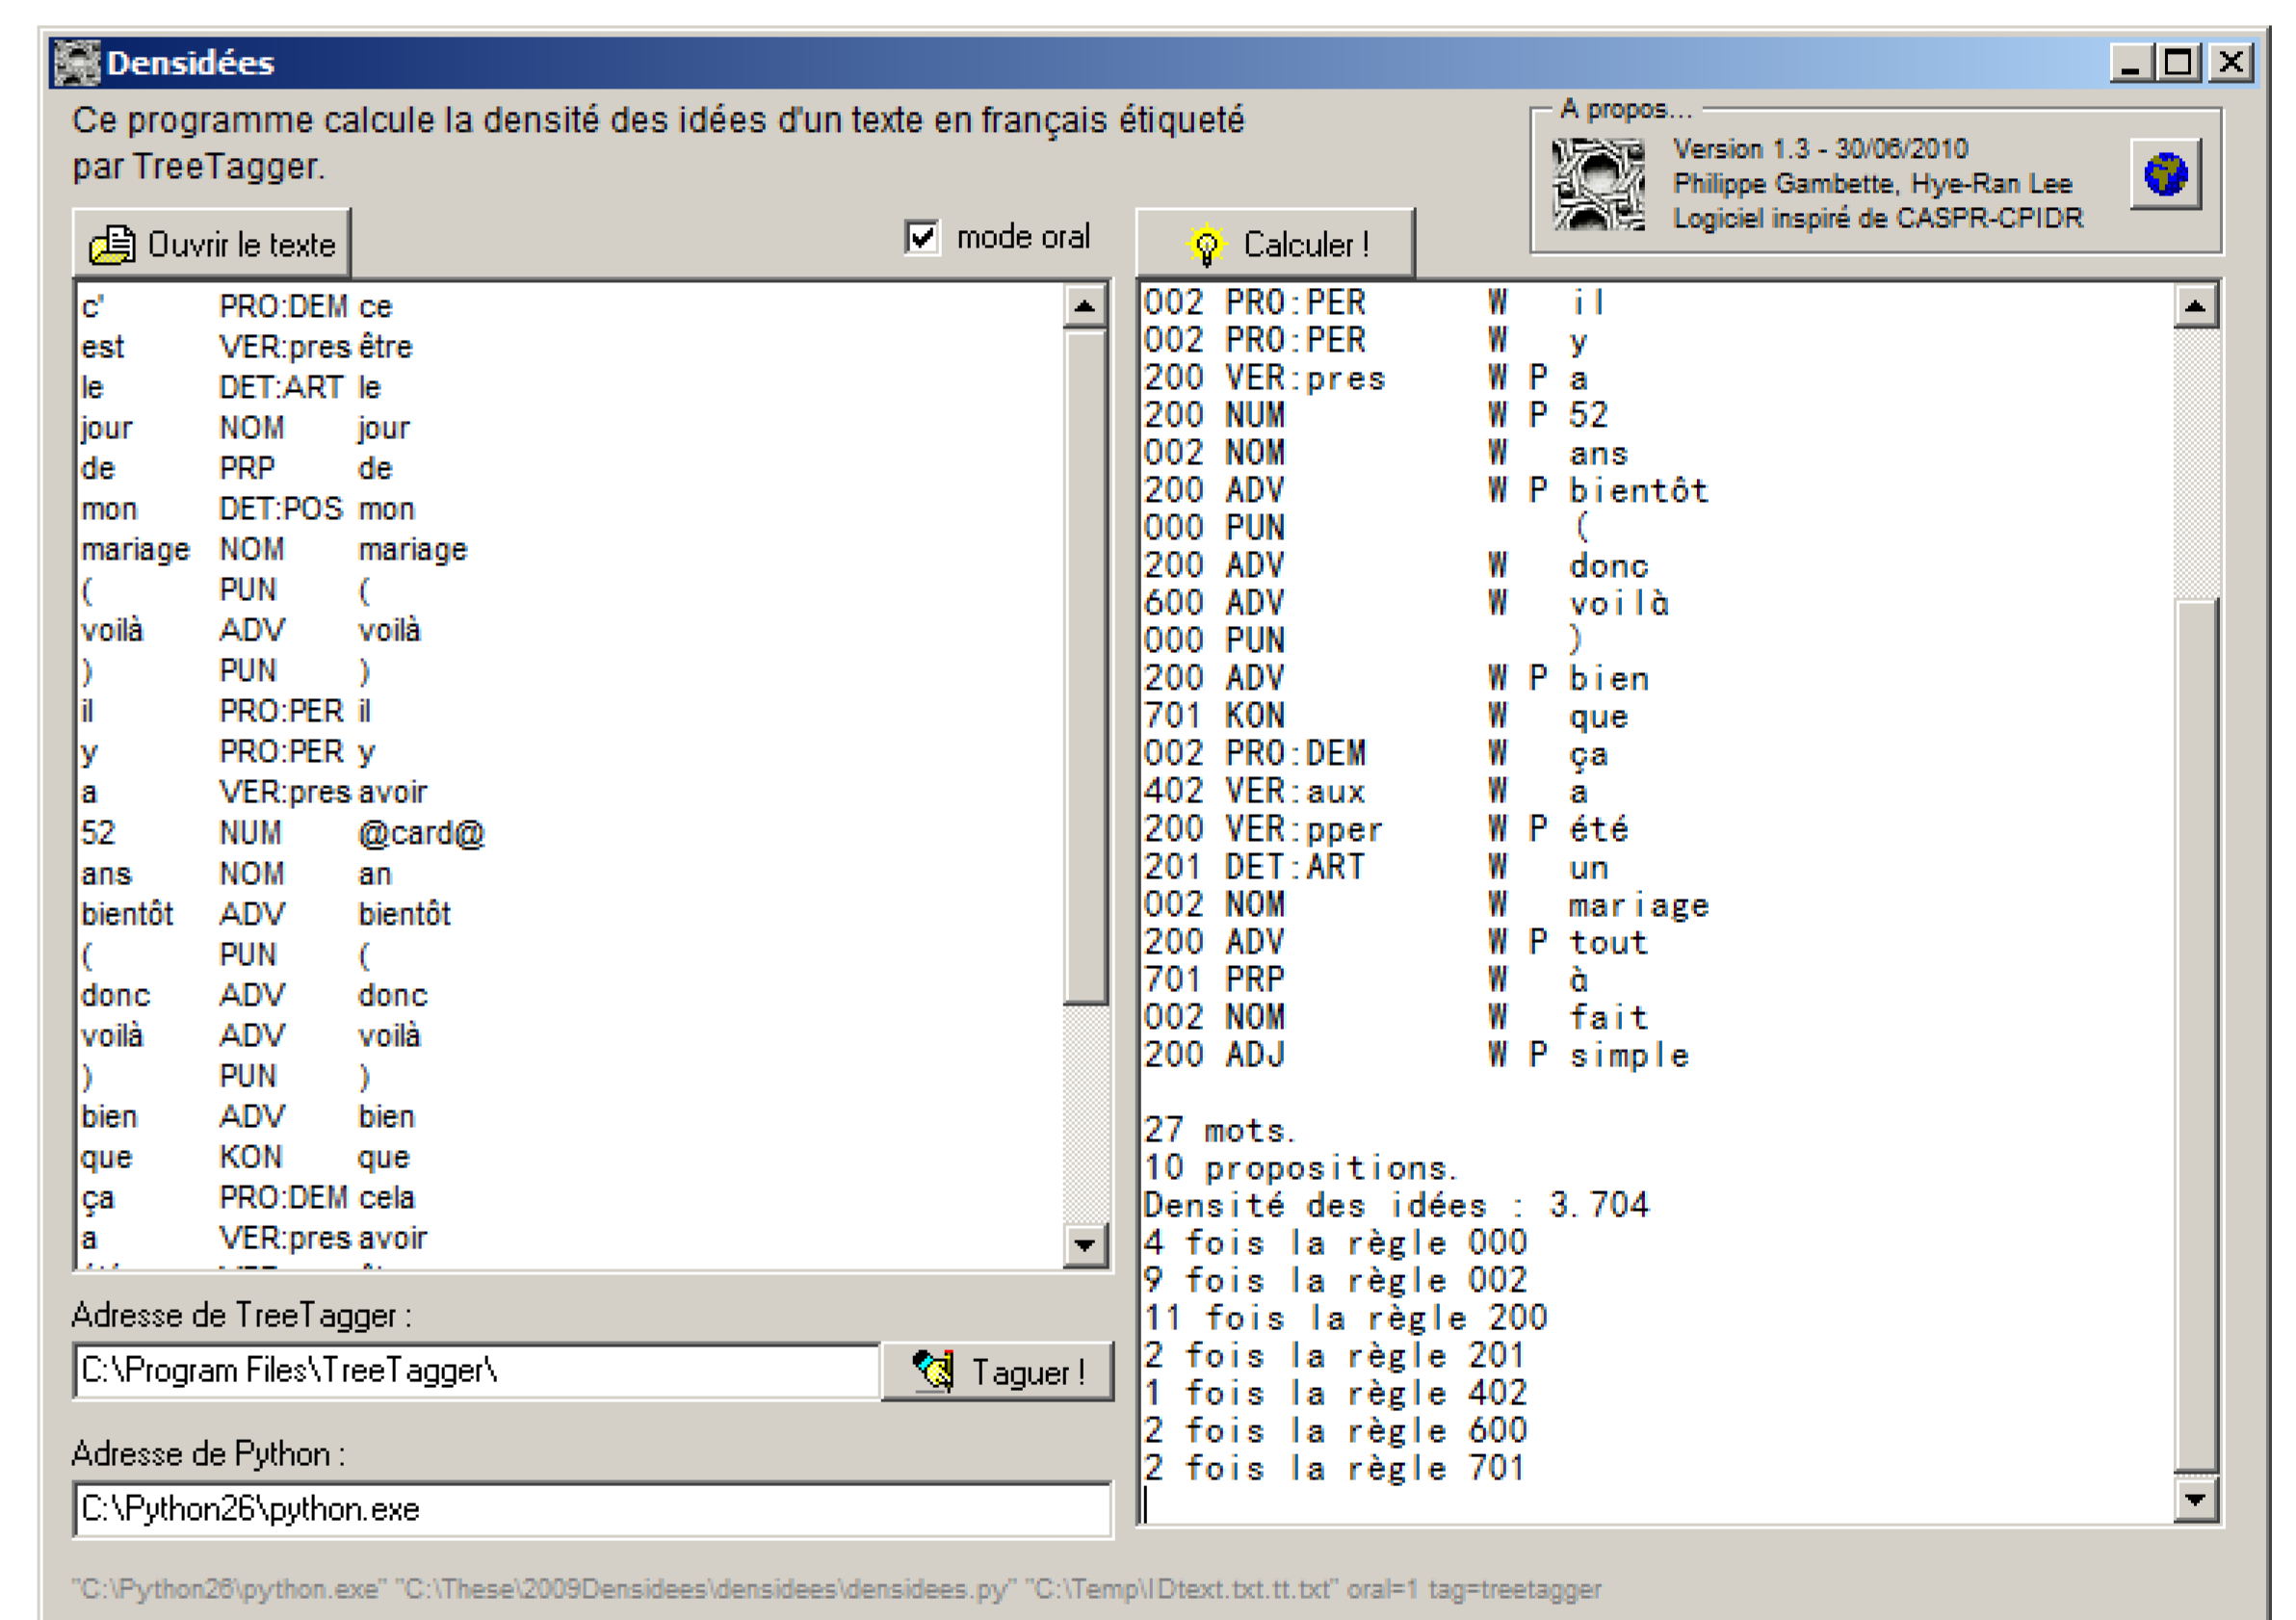 Densidées
Ce programme calcule la densité des idées d'un texte en français étiqueté
par TreeTagger.
A propos...
Version 1.3 - 30/06/2010
Philippe Gambette, Hye-Ran Lee
Logiciel inspiré de CASPR-CPIDR
Ouvrir le texte
mode oral
Calculer !
c' PRO:DEM ce
est VER:pres être
le DET:ART le
jour NOM jour
de PRP de
mon DET:POS mon
mariage NOM mariage
( PUN (
voilà ADV voilà
) PUN )
il PRO:PER il
y PRO:PER y
a VER:pres avoir
52 NUM @card@
ans NOM an
bientôt ADV bientôt
( PUN (
donc ADV donc
voilà ADV voilà
) PUN )
bien ADV bien
que KON que
ça PRO:DEM cela
a VER:pres avoir
Adresse de TreeTagger :
C:\Program Files\TreeTagger\
Taguer !
Adresse de Python :
C:\Python26\python.exe
002 PRO:PER W il
002 PRO:PER W y
200 VER:pres W P a
200 NUM W P 52
002 NOM W ans
200 ADV W P bientôt
000 PUN (
200 ADV W donc
600 ADV W voilà
000 PUN )
200 ADV W P bien
701 KON W que
002 PRO:DEM W ça
402 VER:aux W a
200 VER:pper W P été
201 DET:ART W un
002 NOM W mariage
200 ADV W P tout
701 PRP W à
002 NOM W fait
200 ADJ W P simple
27 mots.
10 propositions.
Densité des idées : 3.704
4 fois la règle 000
9 fois la règle 002
11 fois la règle 200
2 fois la règle 201
1 fois la règle 402
2 fois la règle 600
2 fois la règle 701
"C:\Python26\python.exe" "C:\These\2009Densidees\densidees\densidees.py" "C:\Temp\IDtext.txt.tt.txt" oral=1 tag=treetagger